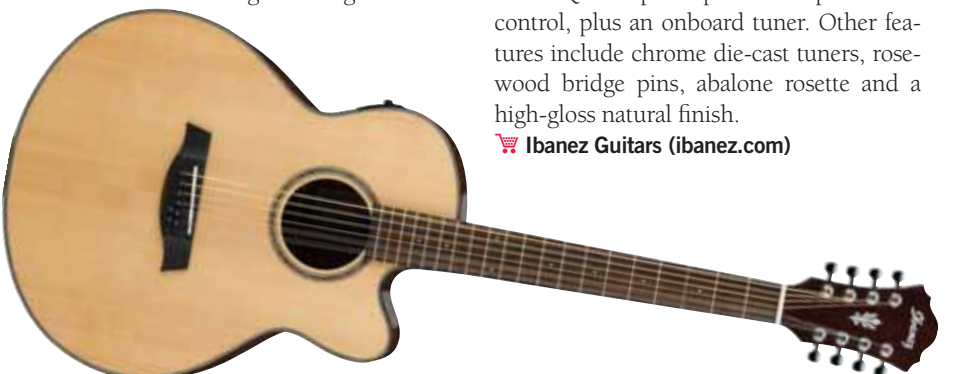 control, plus an onboard tuner. Other fea-
tures include chrome die-cast tuners, rose-
wood bridge pins, abalone rosette and a
high-gloss natural finish.
Ibanez Guitars (ibanez.com)
Ibanez